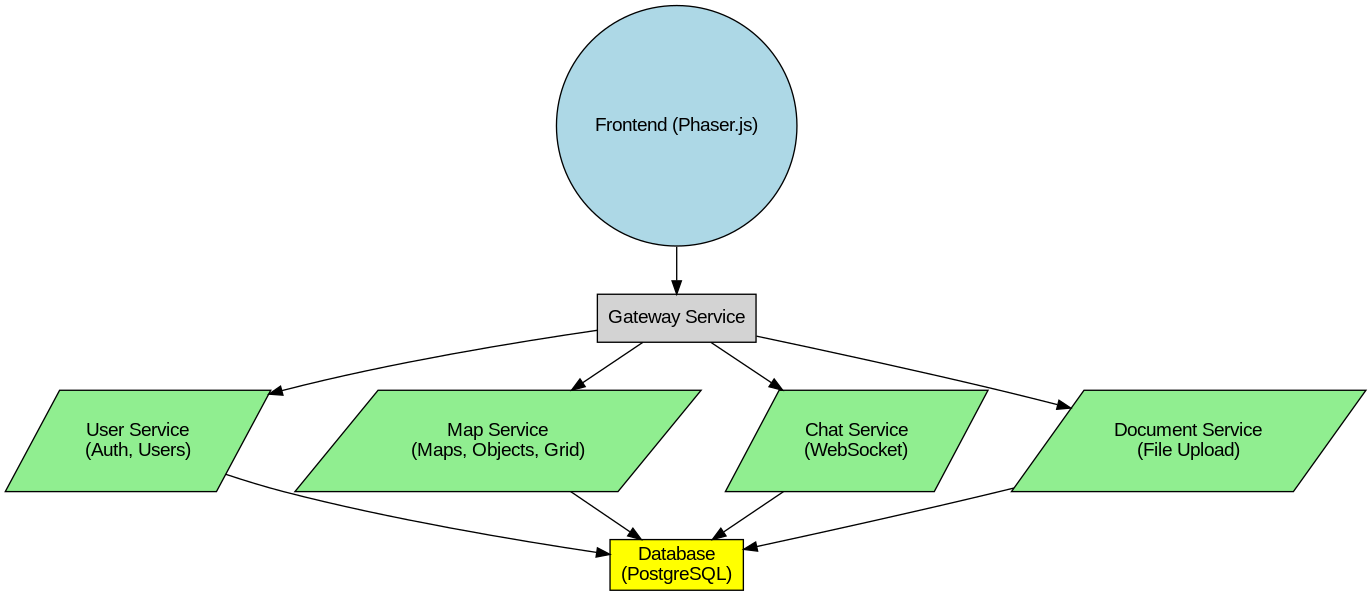 Frontend (Phaser.js)
Gateway Service
User Service
(Auth, Users)
Map Service
(Maps, Objects, Grid)
Chat Service
(WebSocket)
Document Service
(File Upload)
Database
(PostgreSQL)